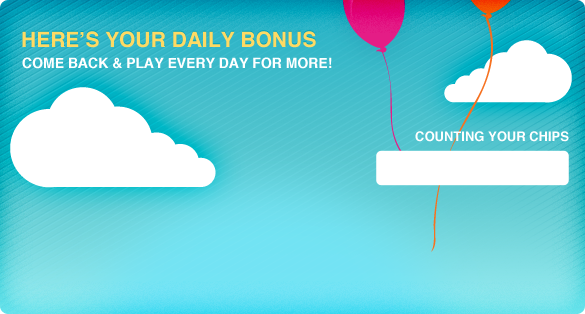 HERE'S YOUR DAILY BONUS
COME BACK & PLAY EVERY DAY FOR MORE!
COUNTING YOUR CHIPS